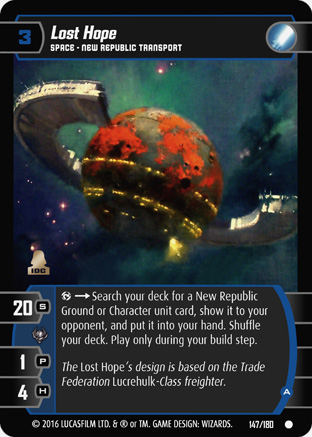 3
Lost Hope
SPACE - NEW REPUBLIC TRANSPORT
IDC
20 S
Search your deck for a New Republic
Ground or Character unit card, show it to your
opponent, and put it into your hand. Shuffle
your deck. Play only during your build step.
1 P
The Lost Hope's design is based on the Trade
4 H
Federation Lucrehulk-Class freighter.
A
© 2016 LUCASFILM LTD. & ® or TM. GAME DESIGN: WIZARDS. 147/180